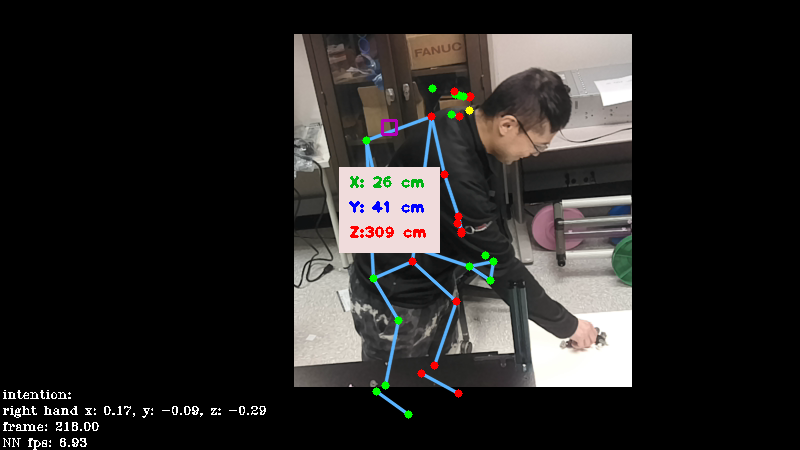 FANUC
X: 26 cm
Y: 41 cm
Z:309 cm
intention:
right hand x: 0.17, y: -0.09, z: -0.29
frame: 218.00
NN fps: 6.93